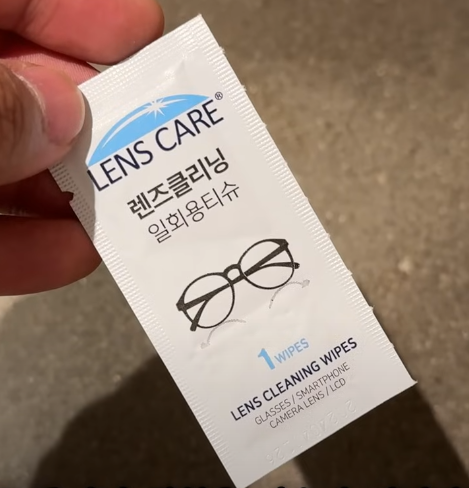 LENS CARE®
렌즈클리닝
일회용티슈
1 WIPES
LENS CLEANING WIPES
GLASSES / SMARTPHONE
CAMERA LENS / LCD